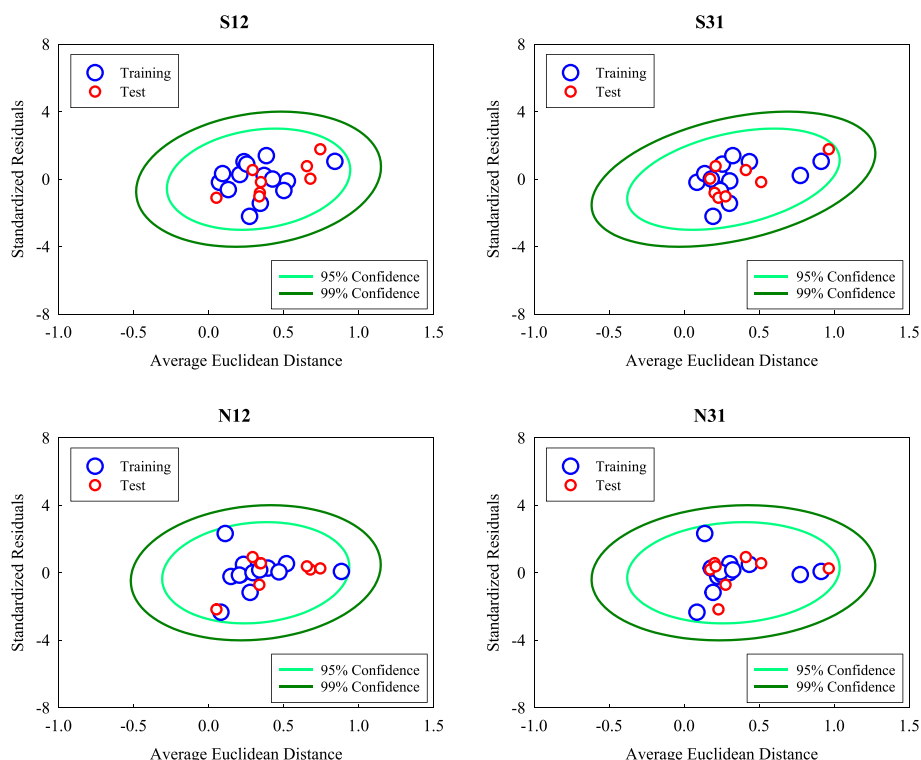 S12
8
4
0
-4
-8
Standardized Residuals
Training
Test
95% Confidence
99% Confidence
-1.0 -0.5 0.0 0.5 1.0 1.5
Average Euclidean Distance
S31
8
4
0
-4
-8
Standardized Residuals
Training
Test
95% Confidence
99% Confidence
-1.0 -0.5 0.0 0.5 1.0 1.5
Average Euclidean Distance
N12
8
4
0
-4
-8
Standardized Residuals
Training
Test
95% Confidence
99% Confidence
-1.0 -0.5 0.0 0.5 1.0 1.5
Average Euclidean Distance
N31
8
4
0
-4
-8
Standardized Residuals
Training
Test
95% Confidence
99% Confidence
-1.0 -0.5 0.0 0.5 1.0 1.5
Average Euclidean Distance